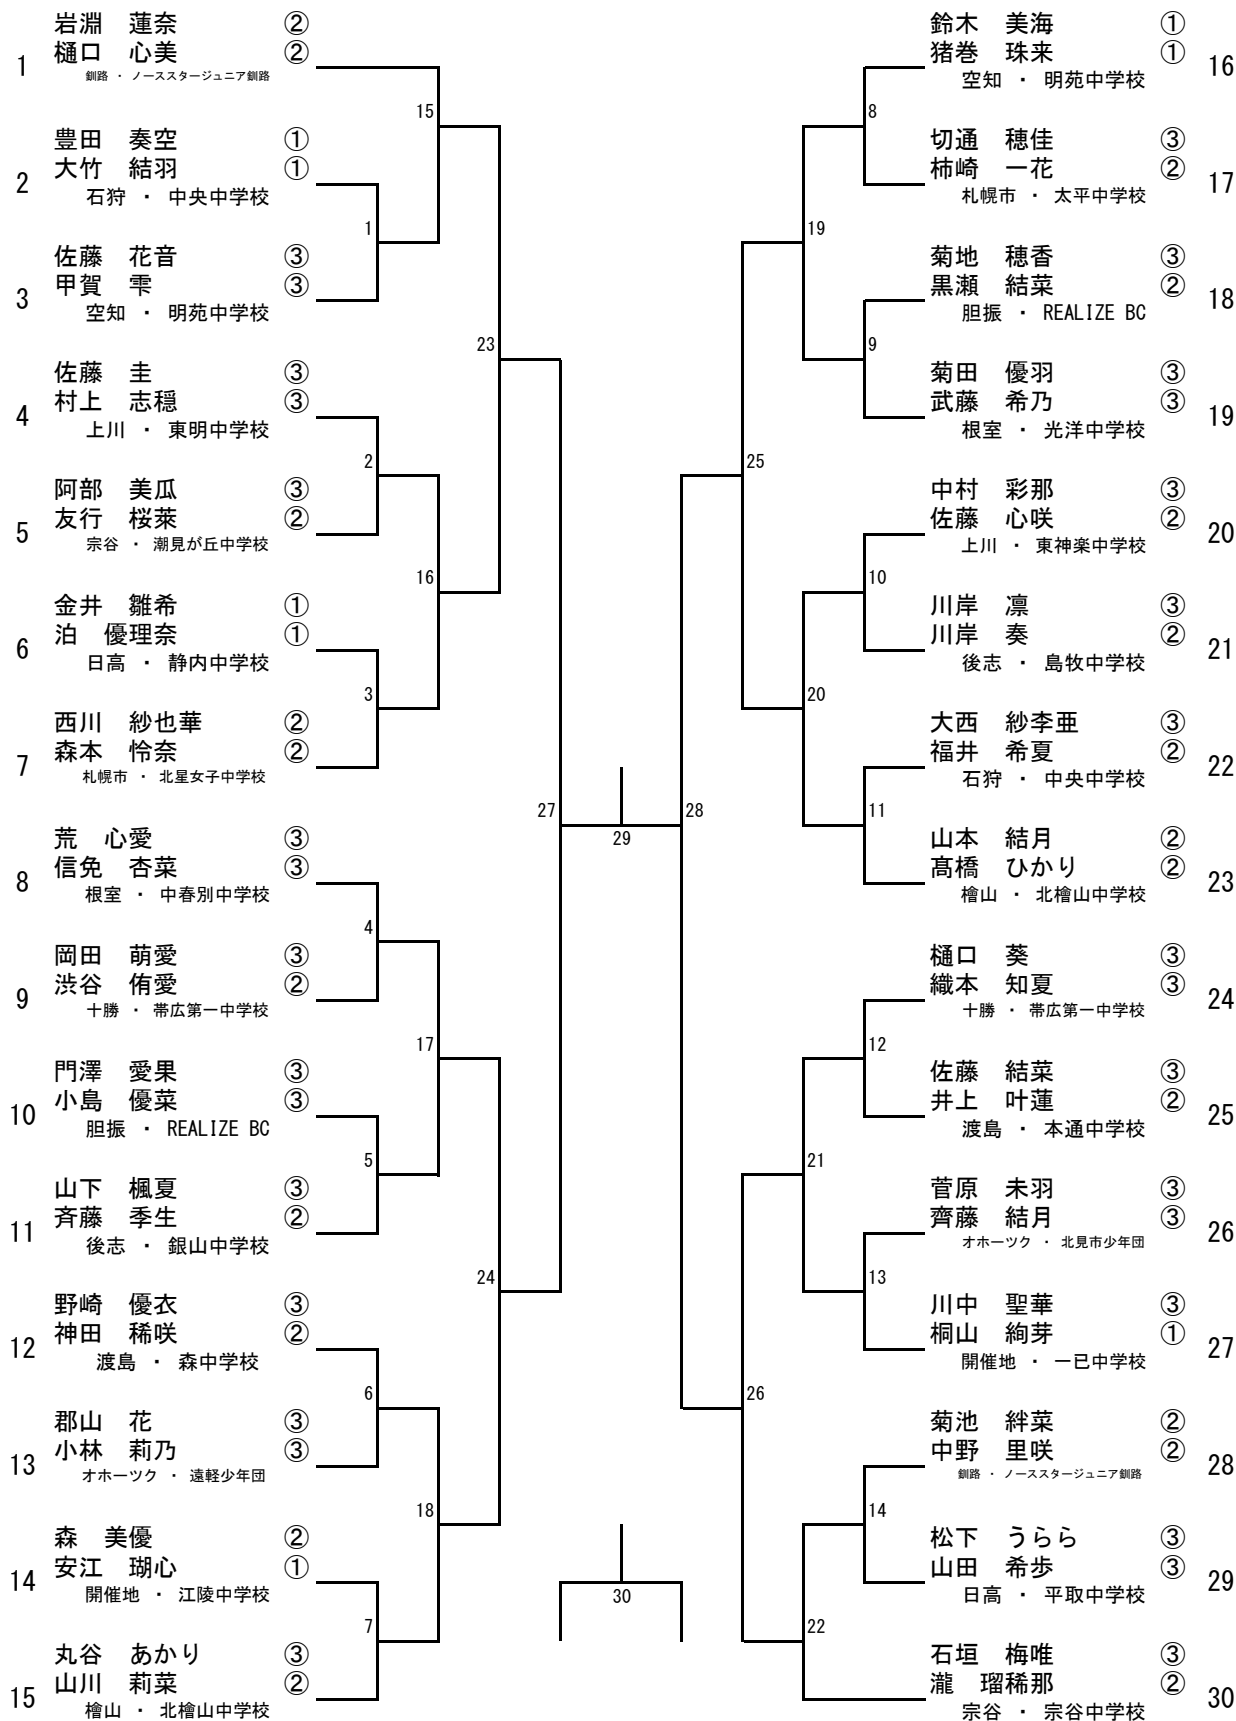 岩淵　蓮奈 ②
1 樋口　心美 ②
釧路 ・ ノーススタージュニア釧路
豊田　奏空 ①
2 大竹　結羽 ①
石狩 ・ 中央中学校
佐藤　花音 ③
3 甲賀　雫 ③
空知 ・ 明苑中学校
佐藤　圭 ③
4 村上　志穏 ③
上川 ・ 東明中学校
阿部　美瓜 ③
5 友行　桜萊 ②
宗谷 ・ 潮見が丘中学校
金井　雛希 ①
6 泊　優理奈 ①
日高 ・ 静内中学校
西川　紗也華 ②
7 森本　怜奈 ②
札幌市 ・ 北星女子中学校
荒　心愛 ③
8 信免　杏菜 ③
根室 ・ 中春別中学校
岡田　萌愛 ③
9 渋谷　侑愛 ②
十勝 ・ 帯広第一中学校
門澤　愛果 ③
10 小島　優菜 ③
胆振 ・ REALIZE BC
山下　楓夏 ③
11 斉藤　季生 ②
後志 ・ 銀山中学校
野崎　優衣 ③
12 神田　稀咲 ②
渡島 ・ 森中学校
郡山　花 ③
13 小林　莉乃 ③
オホーツク ・ 遠軽少年団
森　美優 ②
14 安江　瑚心 ①
開催地 ・ 江陵中学校
丸谷　あかり ③
15 山川　莉菜 ②
檜山 ・ 北檜山中学校
15
1
23
2
16
3
27
4
17
5
24
6
18
7
29
30
28
8
19
9
25
10
20
11
12
21
13
26
14
22
鈴木　美海 ①
猪巻　珠来 ① 16
空知 ・ 明苑中学校
切通　穂佳 ③
柿崎　一花 ② 17
札幌市 ・ 太平中学校
菊地　穂香 ③
黒瀬　結菜 ② 18
胆振 ・ REALIZE BC
菊田　優羽 ③
武藤　希乃 ③ 19
根室 ・ 光洋中学校
中村　彩那 ③
佐藤　心咲 ② 20
上川 ・ 東神楽中学校
川岸　凛 ③
川岸　奏 ② 21
後志 ・ 島牧中学校
大西　紗李亜 ③
福井　希夏 ② 22
石狩 ・ 中央中学校
山本　結月 ②
髙橋　ひかり ② 23
檜山 ・ 北檜山中学校
樋口　葵 ③
織本　知夏 ③ 24
十勝 ・ 帯広第一中学校
佐藤　結菜 ③
井上　叶蓮 ② 25
渡島 ・ 本通中学校
菅原　未羽 ③
齊藤　結月 ③ 26
オホーツク ・ 北見市少年団
川中　聖華 ③
桐山　絢芽 ① 27
開催地 ・ 一已中学校
菊池　絆菜 ②
中野　里咲 ② 28
釧路 ・ ノーススタージュニア釧路
松下　うらら ③
山田　希歩 ③ 29
日高 ・ 平取中学校
石垣　梅唯 ③
瀧　瑠稀那 ② 30
宗谷 ・ 宗谷中学校